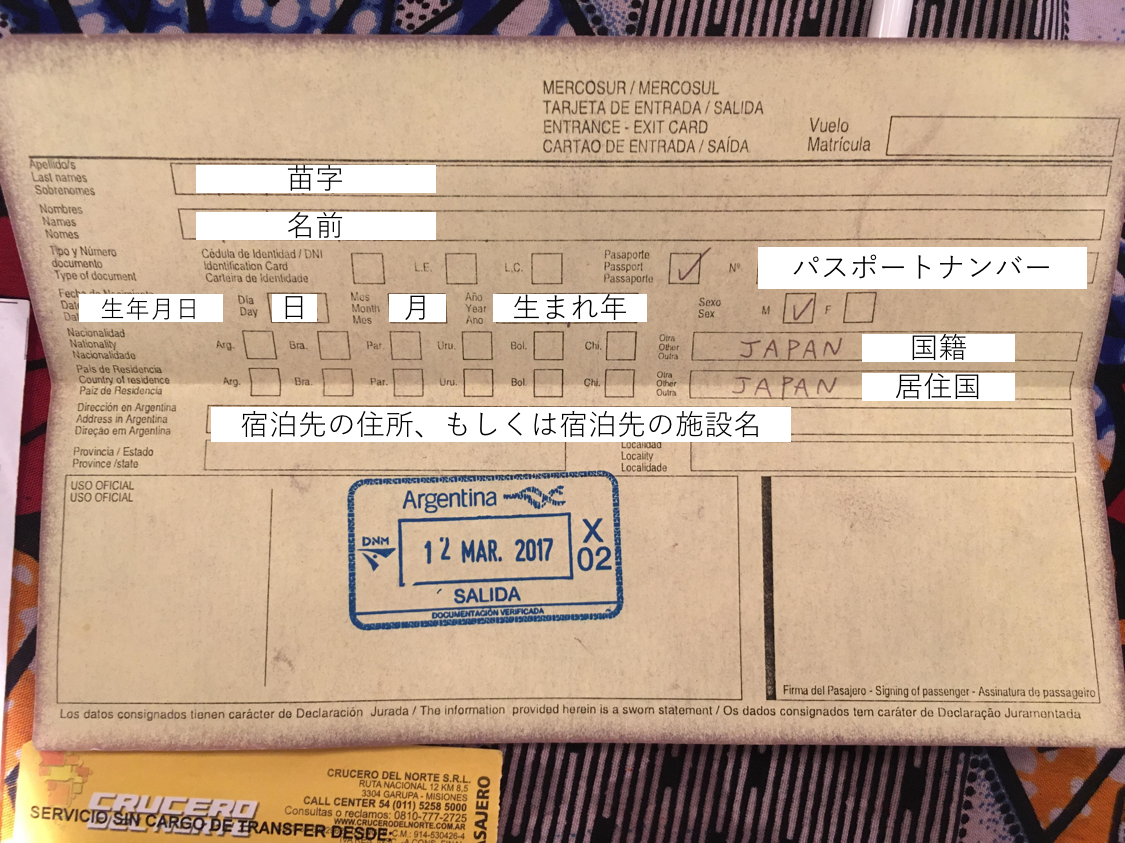 MERCOSUR / MERCOSUL
TARJETA DE ENTRADA / SALIDA
ENTRANCE - EXIT CARD
CARTAO DE ENTRADA / SAÍDA
Vuelo
Matrícula
Apellido/s
Last names
Sobrenomes
苗字
Nombres
Names
Nomes
名前
Tipo y Número
documento
Type of document
Cédula de Identidad / DNI
Identification Card
Carteira de Identidade
L.E.
L.C.
Pasaporte
Passport
Passaporte
Nº
パスポートナンバー
生年月日
Día
Day
日
Mes
Month
Mes
月
Año
Year
Ano
生まれ年
Sexo
Sex
M
F
Nacionalidad
Nationality
Nacionalidade
Arg.
Bra.
Par.
Uru.
Bol.
Chi.
Otra
Other
Outra
JAPAN
国籍
País de Residencia
Country of residence
Paiz de Residencia
Arg.
Bra.
Par.
Uru.
Bol.
Chi.
Otra
Other
Outra
JAPAN
居住国
Dirección en Argentina
Address in Argentina
Direção em Argentina
宿泊先の住所、もしくは宿泊先の施設名
Provincia / Estado
Province /state
Localidad
Locality
Localidade
USO OFICIAL
USO OFICIAL
Argentina
DNM
12 MAR. 2017
X
02
SALIDA
DOCUMENTACIÓN VERIFICADA
Firma del Pasajero - Signing of passenger - Assinatura de passageiro
Los datos consignados tienen carácter de Declaración Jurada / The information provided herein is a sworn statement / Os dados consignados tem caráter de Declaração Juramentada
CRUCERO DEL NORTE S.R.L.
RUTA NACIONAL 12 KM 8,5
3304 GARUPA - MISIONES
CALL CENTER 54 (011) 5258 5000
Consultas o reclamos: 0810-777-2725
WWW.CRUCERODELNORTE.COM.AR
C.M.: 914-530426-4
CRUCERO
DEL NORTE
SERVICIO SIN CARGO DE TRANSFER DESDE:
PASAJERO